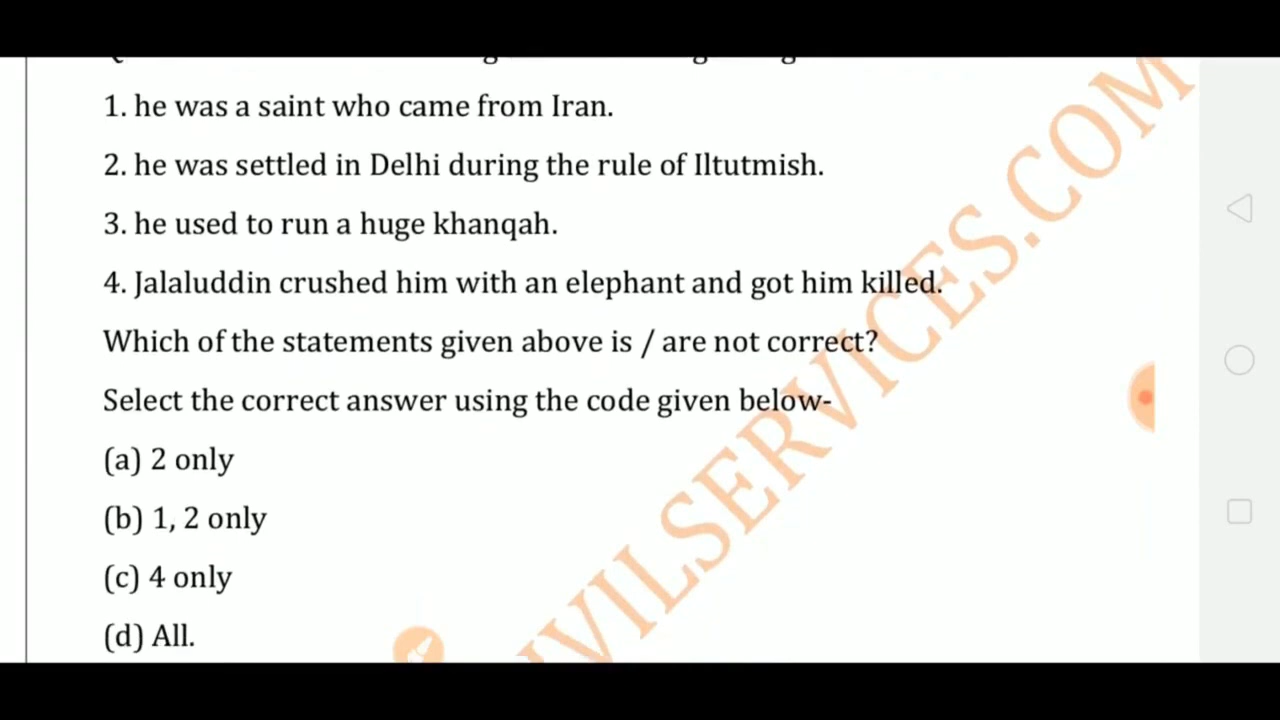 1. he was a saint who came from Iran.
2. he was settled in Delhi during the rule of Iltutmish.
3. he used to run a huge khanqah.
4. Jalaluddin crushed him with an elephant and got him killed.
Which of the statements given above is / are not correct?
Select the correct answer using the code given below-
(a) 2 only
(b) 1, 2 only
(c) 4 only
(d) All.
IVILSERVICES.COM